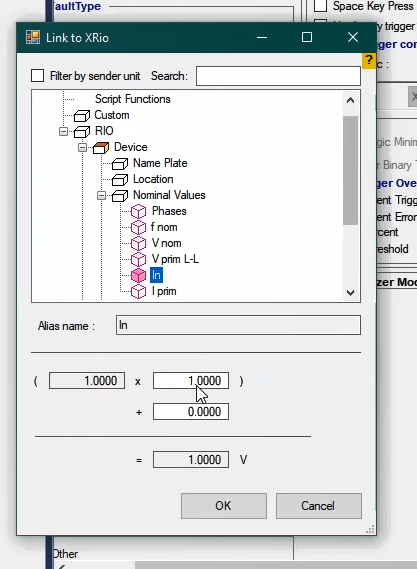 aultType
Space Key Press
Link to XRio
y trigger
ger cor
?
c :
Filter by sender unit Search:
Script Functions
Custom
RIO
Device
Name Plate
Location
Nominal Values
Phases
f nom
V nom
V prim L-L
In
I prim
gic Minim
r Binary T
ger Ove
ent Trigg
ent Error
rcent
reshold
zer Mod
Alias name : In
( 1.0000 x 1.0000 )
+ 0.0000
= 1.0000 V
OK Cancel
Other